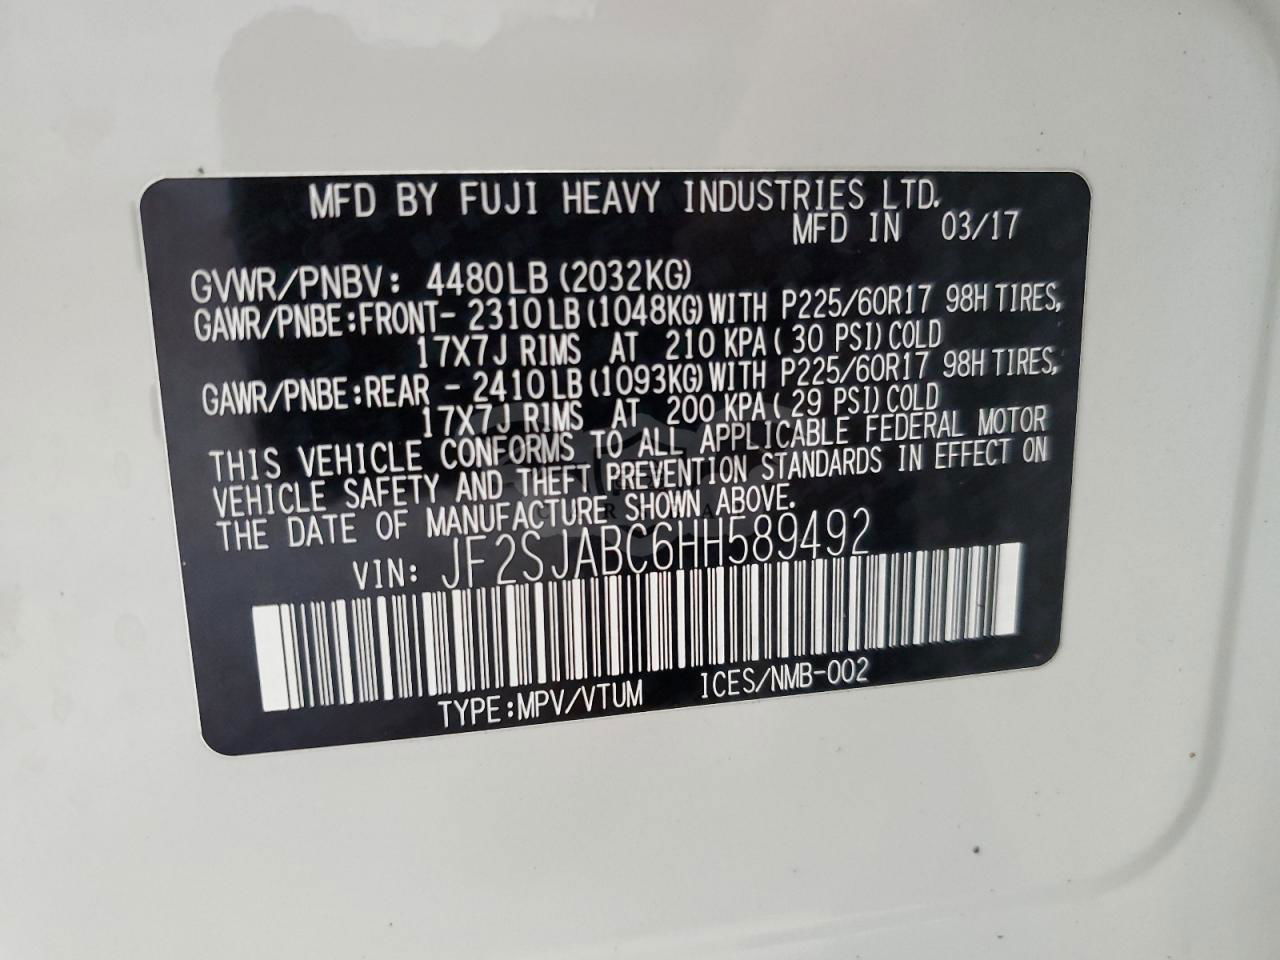 MFD BY FUJI HEAVY INDUSTRIES LTD.
MFD IN 03/17
GVWR/PNBV: 4480LB (2032KG)
GAWR/PNBE:FRONT- 2310LB(1048KG)WITH P225/60R17 98H TIRES,
17X7J RIMS AT 210 KPA( 30 PSI)COLD
GAWR/PNBE:REAR - 2410LB(1093KG)WITH P225/60R17 98H TIRES,
17X7J RIMS AT 200 KPA( 29 PSI)COLD
THIS VEHICLE CONFORMS TO ALL APPLICABLE FEDERAL MOTOR
VEHICLE SAFETY AND THEFT PREVENTION STANDARDS IN EFFECT ON
THE DATE OF MANUFACTURE SHOWN ABOVE.
VIN: JF2SJABC6HH589492
TYPE:MPV/VTUM ICES/NMB-002